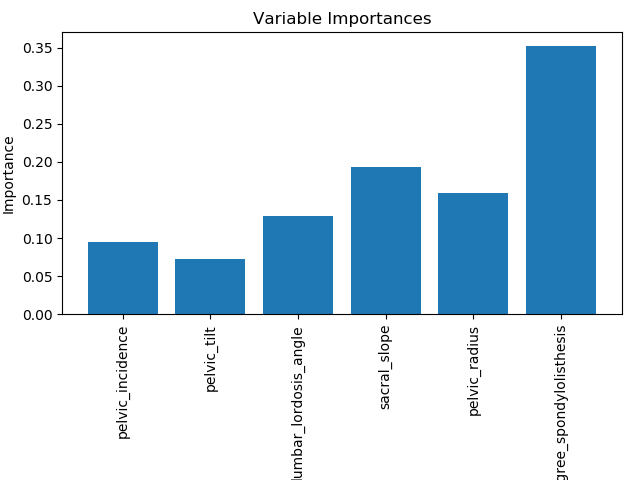 Variable Importances
Importance
0.35
0.30
0.25
0.20
0.15
0.10
0.05
0.00
pelvic_incidence
pelvic_tilt
lumbar_lordosis_angle
sacral_slope
pelvic_radius
gree_spondylolisthesis